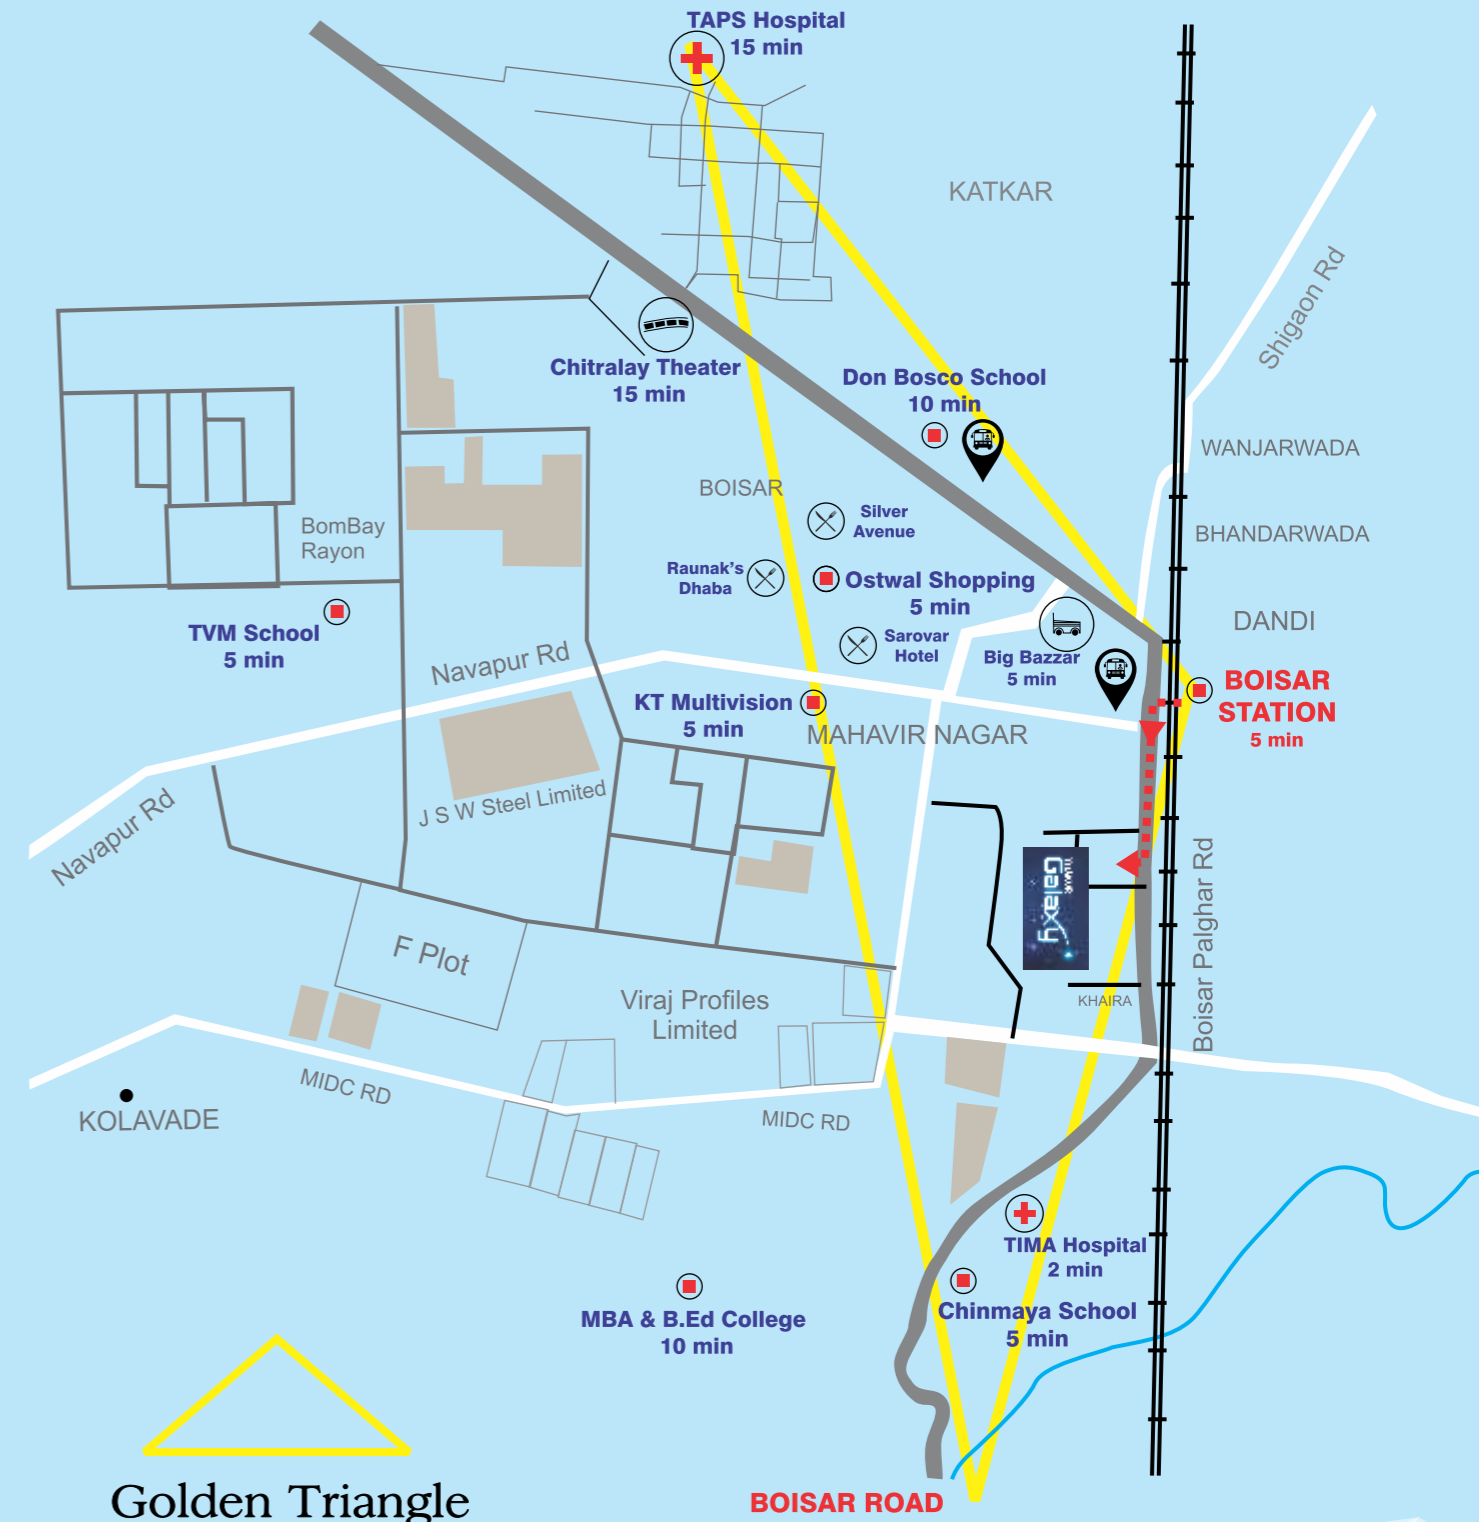 TAPS Hospital
15 min
KATKAR
Shigaon Rd
Chitralay Theater
15 min
Don Bosco School
10 min
WANJARWADA
BOISAR
BomBay
Rayon
Silver
Avenue
BHANDARWADA
Raunak's
Dhaba
Ostwal Shopping
5 min
DANDI
TVM School
5 min
Navapur Rd
Sarovar
Hotel
Big Bazzar
5 min
BOISAR
STATION
5 min
KT Multivision
5 min
MAHAVIR NAGAR
J S W Steel Limited
Navapur Rd
Galaxy
Boisar Palghar Rd
F Plot
Viraj Profiles
Limited
KHAIRA
MIDC RD
KOLAVADE
MIDC RD
TIMA Hospital
2 min
MBA & B.Ed College
10 min
Chinmaya School
5 min
Golden Triangle
BOISAR ROAD